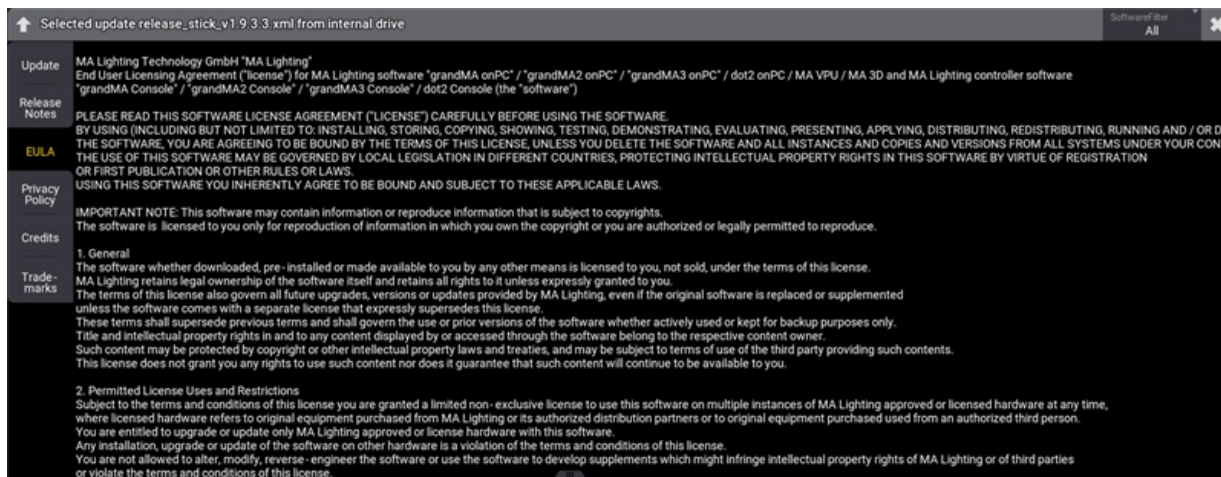 Selected update release_stick_v1.9.3.3.xml from internal drive
SoftwareFilter
All
Update
Release
Notes
EULA
Privacy
Policy
Credits
Trade-
marks
MA Lighting Technology GmbH "MA Lighting"
End User Licensing Agreement ("license") for MA Lighting software "grandMA onPC" / "grandMA2 onPC" / "grandMA3 onPC" / dot2 onPC / MA VPU / MA 3D and MA Lighting controller software
"grandMA Console" / "grandMA2 Console" / "grandMA3 Console" / dot2 Console (the "software")
PLEASE READ THIS SOFTWARE LICENSE AGREEMENT ("LICENSE") CAREFULLY BEFORE USING THE SOFTWARE.
BY USING (INCLUDING BUT NOT LIMITED TO: INSTALLING, STORING, COPYING, SHOWING, TESTING, DEMONSTRATING, EVALUATING, PRESENTING, APPLYING, DISTRIBUTING, REDISTRIBUTING, RUNNING AND / OR D
THE SOFTWARE, YOU ARE AGREEING TO BE BOUND BY THE TERMS OF THIS LICENSE, UNLESS YOU DELETE THE SOFTWARE AND ALL INSTANCES AND COPIES AND VERSIONS FROM ALL SYSTEMS UNDER YOUR CON
THE USE OF THIS SOFTWARE MAY BE GOVERNED BY LOCAL LEGISLATION IN DIFFERENT COUNTRIES, PROTECTING INTELLECTUAL PROPERTY RIGHTS IN THIS SOFTWARE BY VIRTUE OF REGISTRATION
OR FIRST PUBLICATION OR OTHER RULES OR LAWS.
USING THIS SOFTWARE YOU INHERENTLY AGREE TO BE BOUND AND SUBJECT TO THESE APPLICABLE LAWS.
IMPORTANT NOTE: This software may contain information or reproduce information that is subject to copyrights.
The software is licensed to you only for reproduction of information in which you own the copyright or you are authorized or legally permitted to reproduce.
1. General
The software whether downloaded, pre-installed or made available to you by any other means is licensed to you, not sold, under the terms of this license.
MA Lighting retains legal ownership of the software itself and retains all rights to it unless expressly granted to you.
The terms of this license also govern all future upgrades, versions or updates provided by MA Lighting, even if the original software is replaced or supplemented
unless the software comes with a separate license that expressly supersedes this license.
These terms shall supersede previous terms and shall govern the use or prior versions of the software whether actively used or kept for backup purposes only.
Title and intellectual property rights in and to any content displayed by or accessed through the software belong to the respective content owner.
Such content may be protected by copyright or other intellectual property laws and treaties, and may be subject to terms of use of the third party providing such contents.
This license does not grant you any rights to use such content nor does it guarantee that such content will continue to be available to you.
2. Permitted License Uses and Restrictions
Subject to the terms and conditions of this license you are granted a limited non-exclusive license to use this software on multiple instances of MA Lighting approved or licensed hardware at any time,
where licensed hardware refers to original equipment purchased from MA Lighting or its authorized distribution partners or to original equipment purchased used from an authorized third person.
You are entitled to upgrade or update only MA Lighting approved or license hardware with this software.
Any installation, upgrade or update of the software on other hardware is a violation of the terms and conditions of this license.
You are not allowed to alter, modify, reverse-engineer the software or use the software to develop supplements which might infringe intellectual property rights of MA Lighting or of third parties
or violate the terms and conditions of this license.